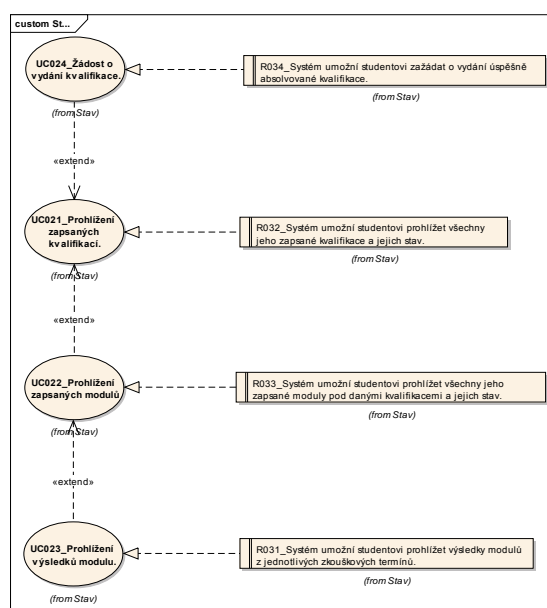 custom St...
UC024_Žádost o
vydání kvalifikace.
(from Stav)
R034_Systém umožní studentovi zažádat o vydání úspěšně
absolvované kvalifikace.
(from Stav)
«extend»
UC021_Prohlížení
zapsaných
kvalifikací.
(from Stav)
R032_Systém umožní studentovi prohlížet všechny
jeho zapsané kvalifikace a jejich stav.
(from Stav)
«extend»
UC022_Prohlížení
zapsaných modulů
(from Stav)
R033_Systém umožní studentovi prohlížet všechny jeho
zapsané moduly pod danými kvalifikacemi a jejich stav.
(from Stav)
«extend»
UC023_Prohlížení
výsledků modulu.
(from Stav)
R031_Systém umožní studentovi prohlížet výsledky modulů
z jednotlivých zkouškových termínů.
(from Stav)